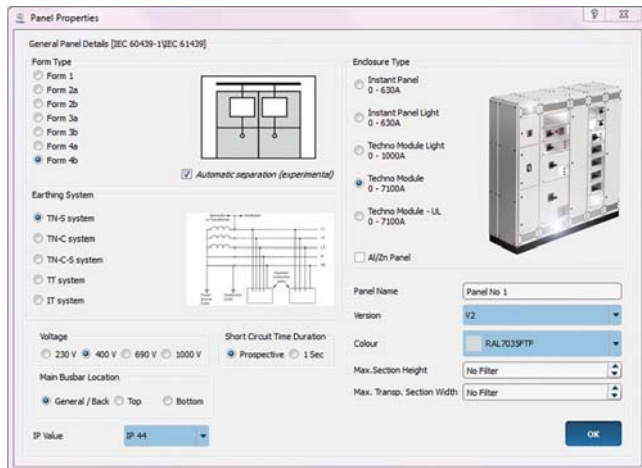 Panel Properties
General Panel Details [IEC 60439-1\IEC 61439]
Form Type
Form 1
Form 2a
Form 2b
Form 3a
Form 3b
Form 4a
Form 4b
Automatic separation (experimental)
Earthing System
TN-S system
TN-C system
TN-C-S system
TT system
IT system
L1
L2
L3
N
PE
Voltage
230 V
400 V
690 V
1000 V
Short Circuit Time Duration
Prospective
1 Sec
Main Busbar Location
General / Back
Top
Bottom
IP Value
IP 44
Enclosure Type
Instant Panel
0 - 630A
Instant Panel Light
0 - 630A
Techno Module Light
0 - 1000A
Techno Module
0 - 7100A
Techno Module - UL
0 - 7100A
Al/Zn Panel
Panel Name
Panel No 1
Version
V2
Colour
RAL7035FTP
Max.Section Height
No Filter
Max. Transp. Section Width
No Filter
OK